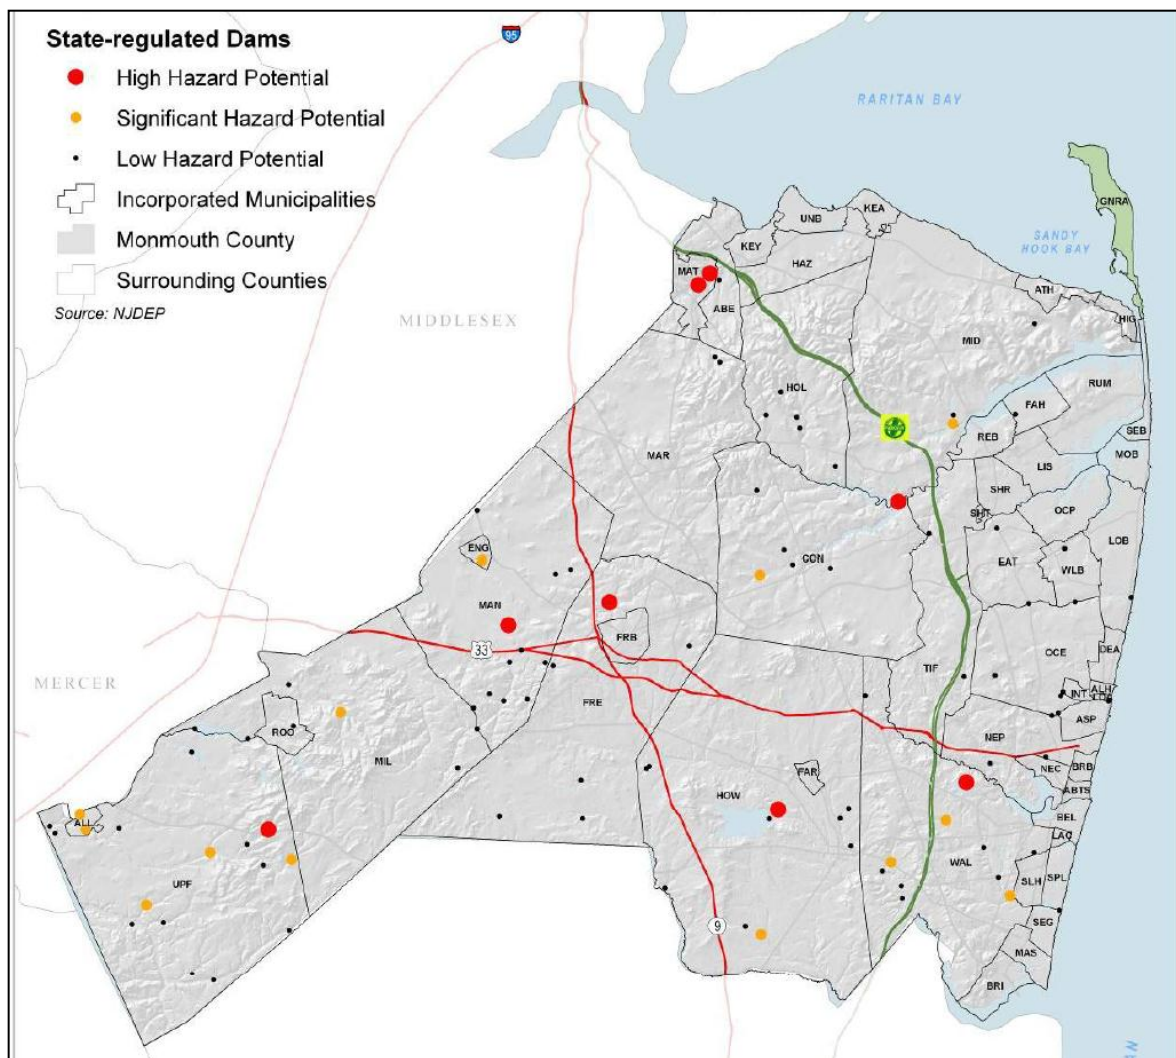 State-regulated Dams
High Hazard Potential
Significant Hazard Potential
Low Hazard Potential
Incorporated Municipalities
Monmouth County
Surrounding Counties
Source: NJDEP
95
RARITAN BAY
GNRA
SANDY
HOOK BAY
UNB
KEA
KEY
HAZ
MAT
ABE
ATH
HIG
MIDDLESEX
MID
HOL
RUM
FAH
REB
SEB
MOB
MAR
LIS
SHR
SHT
OCP
LOB
ENG
CON
EAT
WLB
MAN
FRB
33
OCE
DEA
TIF
MERCER
INT
ALH
ASP
FRE
ROO
NEP
MIL
NEC
BRB
FAR
HOW
ABTS
BEL
ALL
LAC
WAL
UPF
SLH
SPL
9
SEG
MAS
BRI